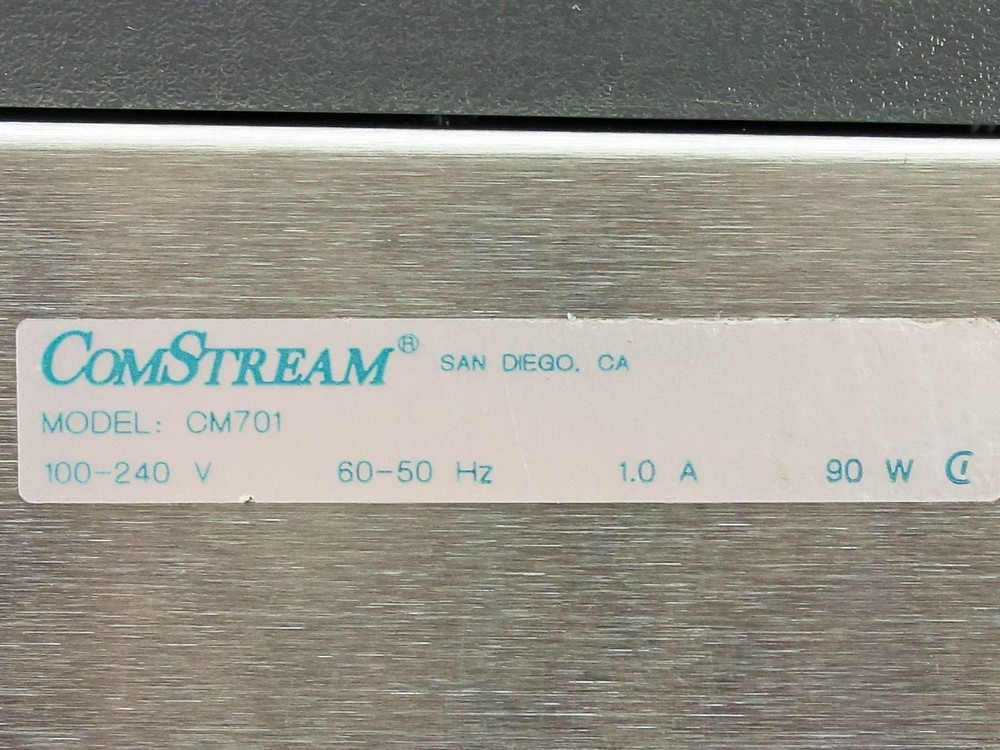 COMSTREAM® SAN DIEGO, CA
MODEL: CM701
100-240 V 60-50 Hz 1.0 A 90 W